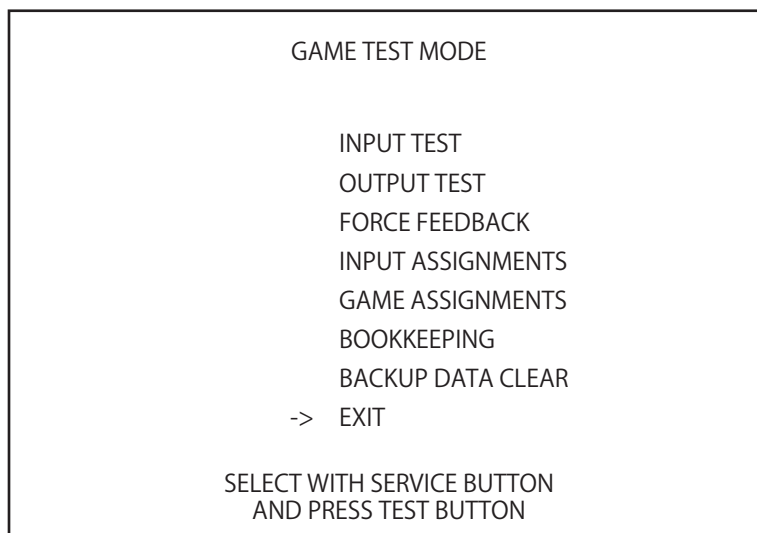 GAME TEST MODE
INPUT TEST
OUTPUT TEST
FORCE FEEDBACK
INPUT ASSIGNMENTS
GAME ASSIGNMENTS
BOOKKEEPING
BACKUP DATA CLEAR
-> EXIT
SELECT WITH SERVICE BUTTON
AND PRESS TEST BUTTON